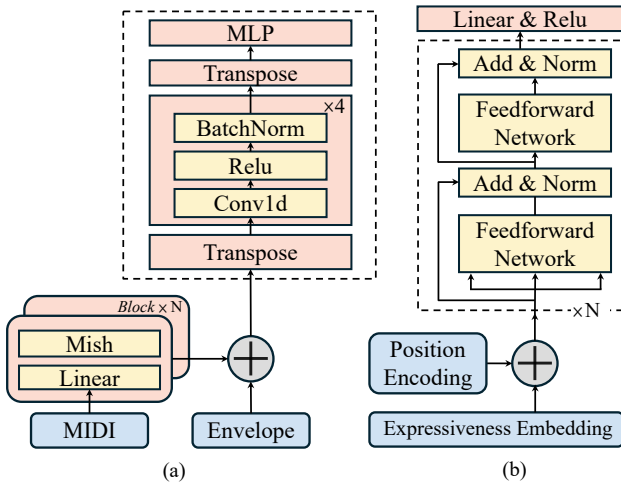 MLP
Transpose
×4
BatchNorm
Relu
Conv1d
Transpose
Block × N
Mish
Linear
MIDI
Envelope
(a)
Linear & Relu
Add & Norm
Feedforward
Network
Add & Norm
Feedforward
Network
×N
Position
Encoding
Expressiveness Embedding
(b)